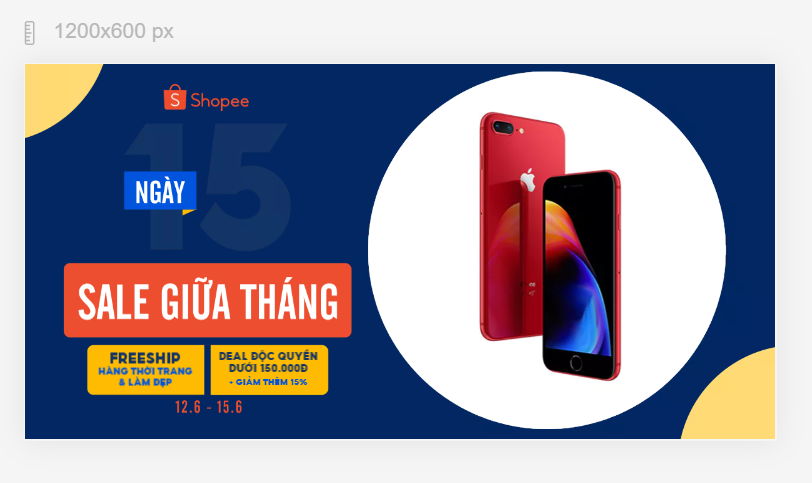 1200x600 px
Shopee
15
NGÀY
SALE GIỮA THÁNG
FREESHIP
HÀNG THỜI TRANG
& LÀM ĐẸP
DEAL ĐỘC QUYỀN
DƯỚI 150.000Đ
+ GIẢM THÊM 15%
12.6 - 15.6